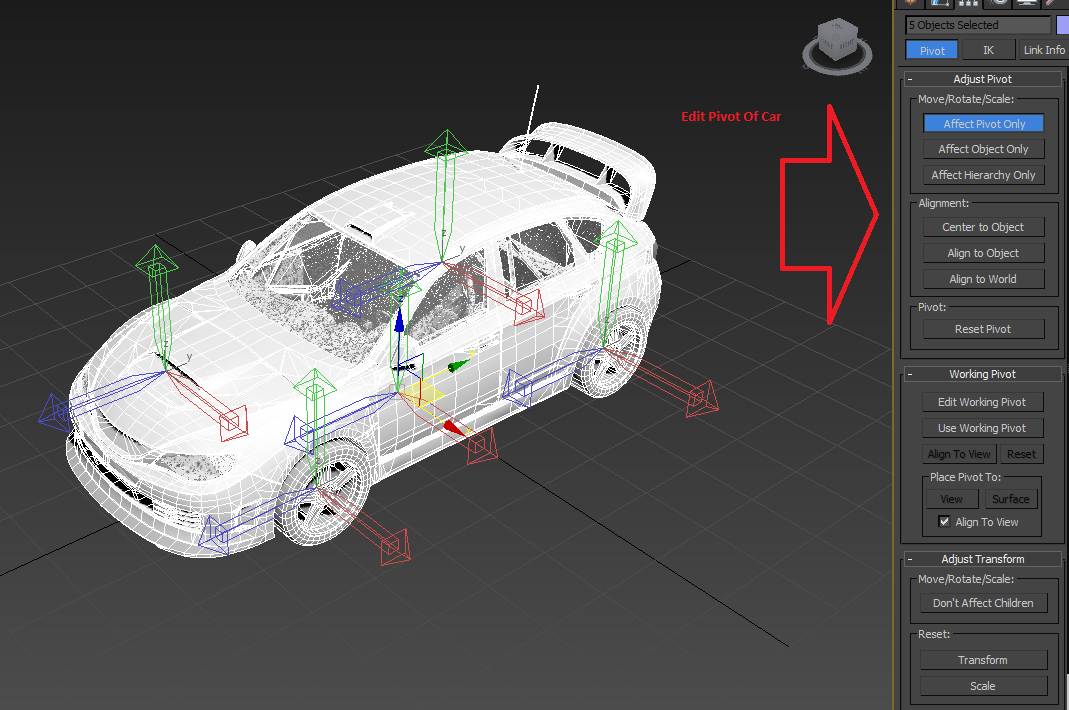 5 Objects Selected
Pivot IK Link Info
- Adjust Pivot
Move/Rotate/Scale:
Edit Pivot Of Car
Affect Pivot Only
Affect Object Only
Affect Hierarchy Only
Alignment:
Center to Object
Align to Object
Align to World
Pivot:
Reset Pivot
- Working Pivot
Edit Working Pivot
Use Working Pivot
Align To View Reset
Place Pivot To:
View Surface
Align To View
- Adjust Transform
Move/Rotate/Scale:
Don't Affect Children
Reset:
Transform
Scale
z
y
z
y